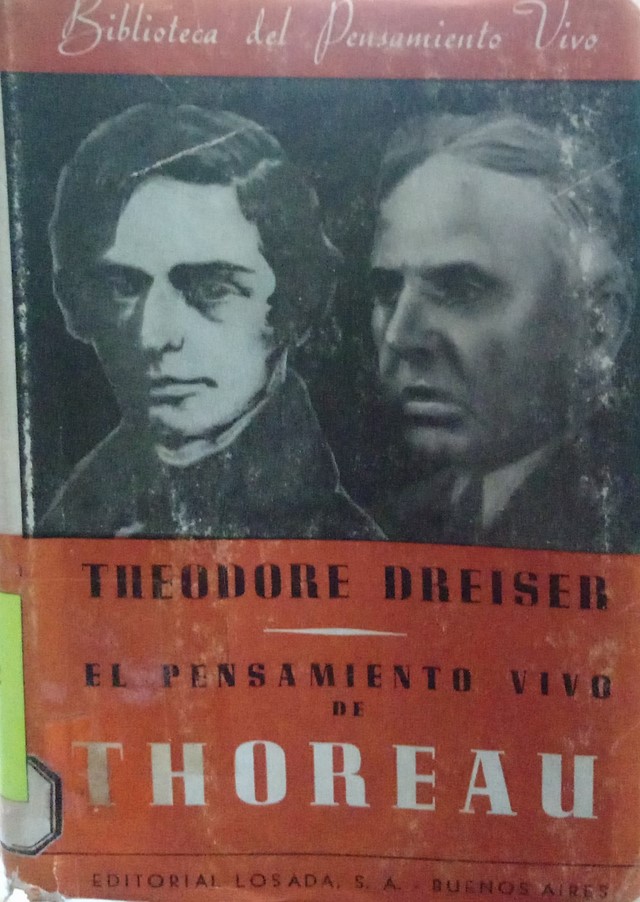 Biblioteca del Pensamiento Vivo
THEODORE DREISER
EL PENSAMIENTO VIVO
DE
THOREAU
EDITORIAL LOSADA, S. A. - BUENOS AIRES